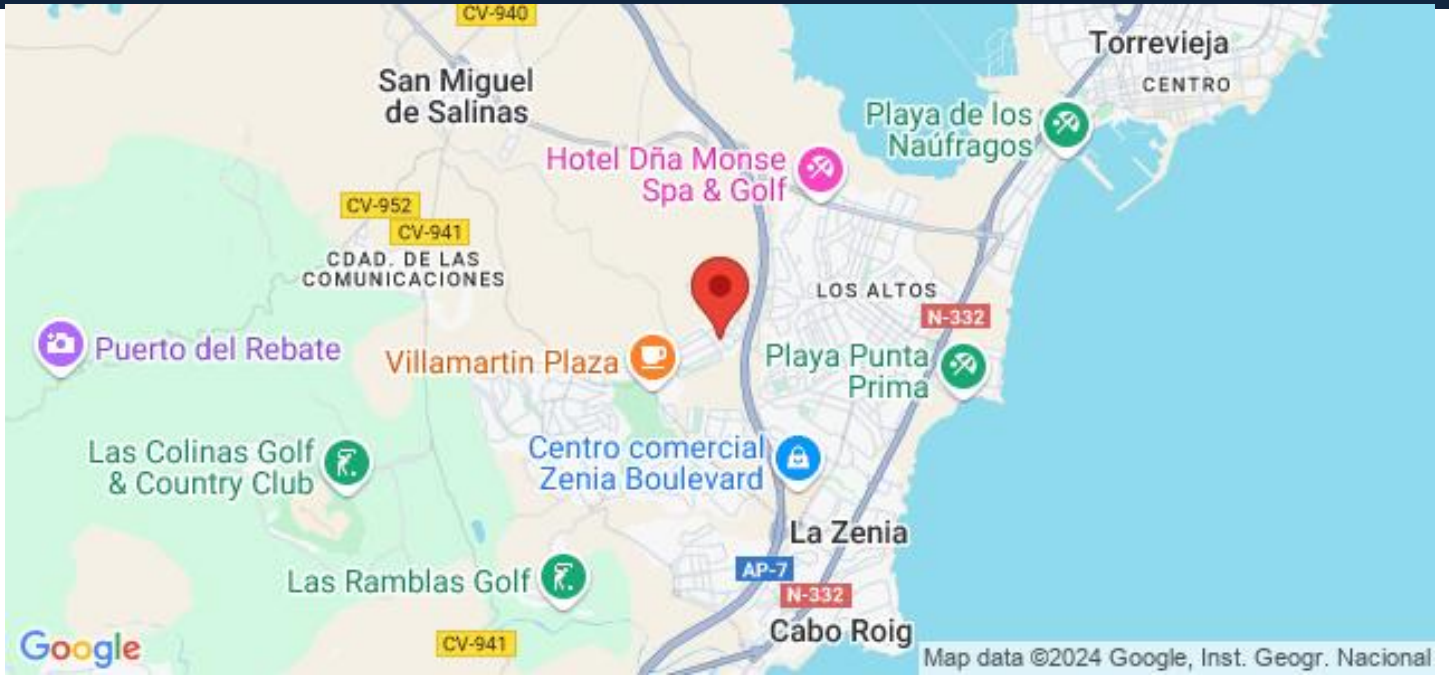 CV-940
Torrevieja
CENTRO
San Miguel
de Salinas
Playa de los
Naúfragos
Hotel Dña Monse
Spa & Golf
CV-952
CV-941
CDAD. DE LAS
COMUNICACIONES
LOS ALTOS
N-332
Puerto del Rebate
Villamartin Plaza
Playa Punta
Prima
Las Colinas Golf
& Country Club
Centro comercial
Zenia Boulevard
La Zenia
AP-7
Las Ramblas Golf
N-332
Cabo Roig
CV-941
Google
Map data ©2024 Google, Inst. Geogr. Nacional